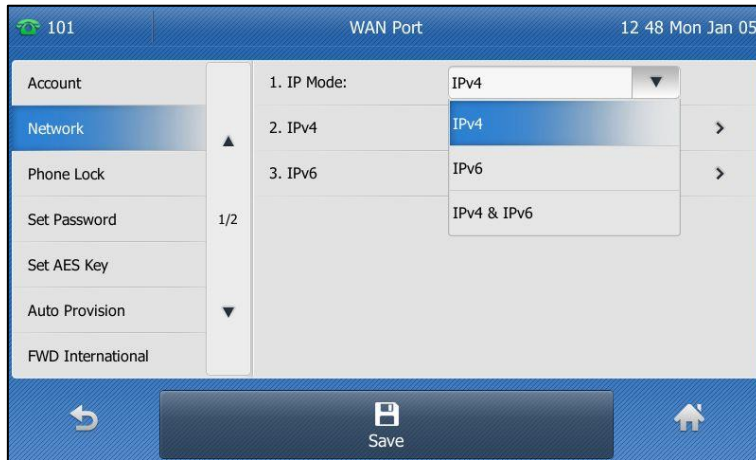 101 WAN Port 12 48 Mon Jan 05
Account
Network
Phone Lock
Set Password
Set AES Key
Auto Provision
FWD International
1/2
1. IP Mode: IPv4
2. IPv4
3. IPv6
IPv4
IPv6
IPv4 & IPv6
Save